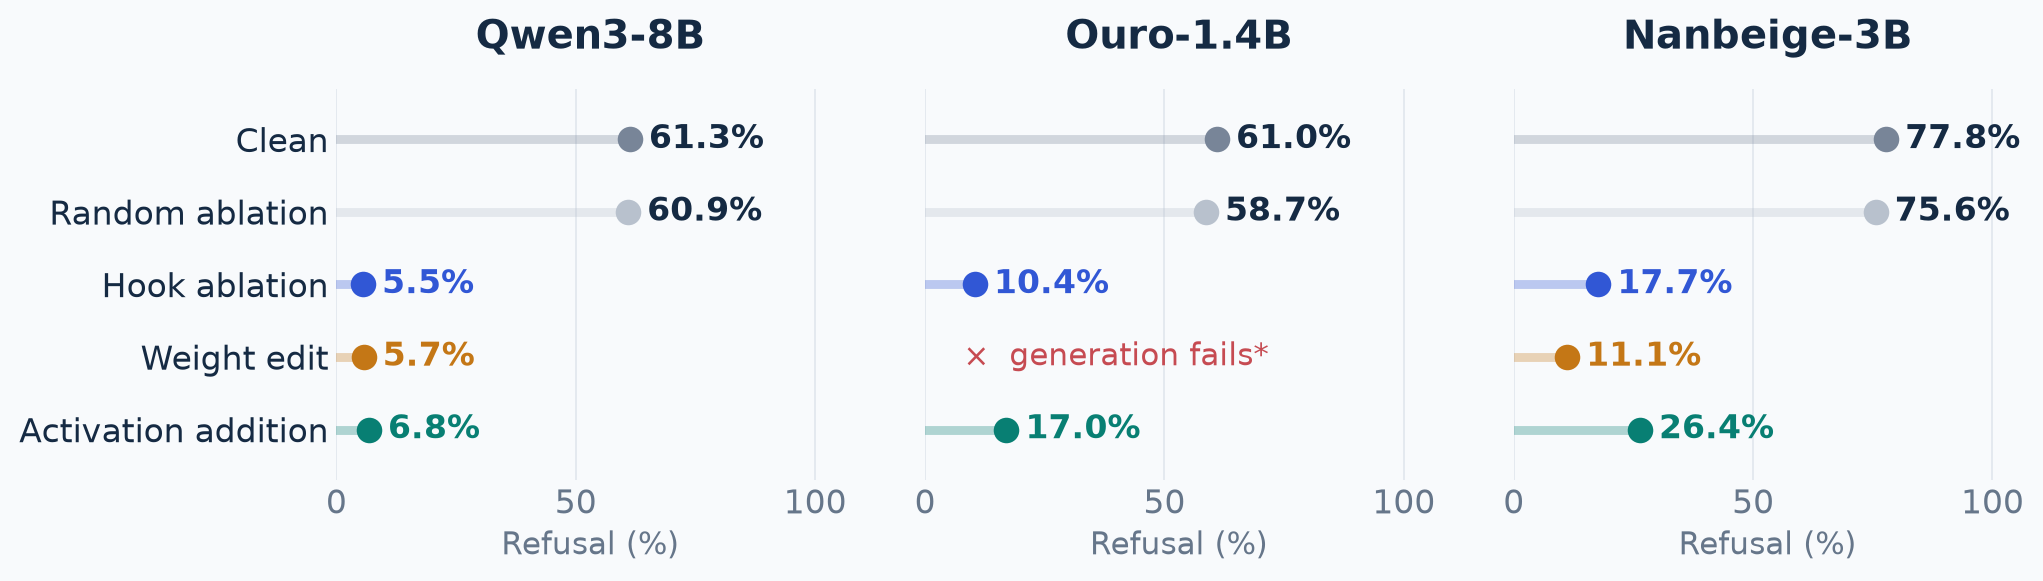 Qwen3-8B Ouro-1.4B Nanbeige-3B
Clean 61.3% 61.0% 77.8%
Random ablation 60.9% 58.7% 75.6%
Hook ablation 5.5% 10.4% 17.7%
Weight edit 5.7% × generation fails* 11.1%
Activation addition 6.8% 17.0% 26.4%
0 50 100 0 50 100 0 50 100
Refusal (%) Refusal (%) Refusal (%)